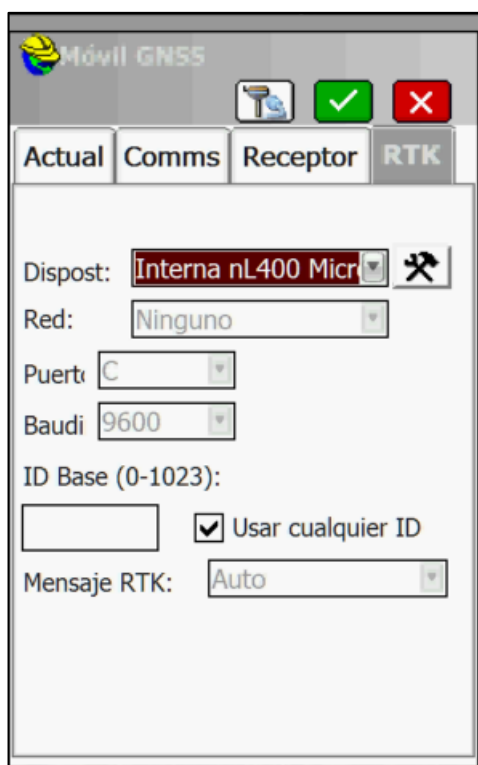 Móvil GNSS
Actual Comms Receptor RTK
Dispost: Interna nL400 Micr
Red: Ninguno
Puert C
Baudi 9600
ID Base (0-1023):
Usar cualquier ID
Mensaje RTK: Auto